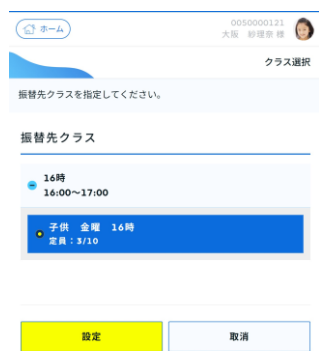 ホーム
0050000121
大阪 紗理奈 様
クラス選択
振替先クラスを指定してください。
振替先クラス
16時
16:00～17:00
子供 金曜 16時
定員：3/10
設定
取消